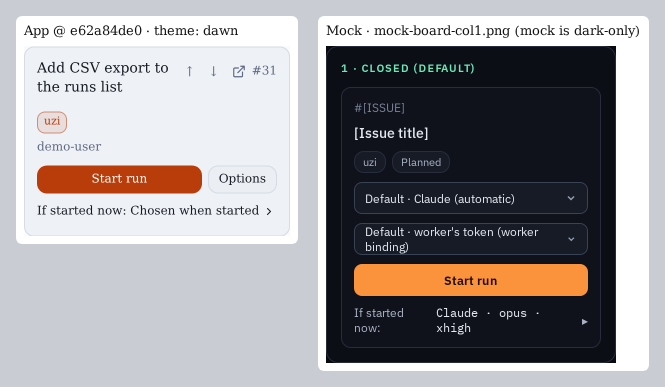 App @ e62a84de0 · theme: dawn
Add CSV export to
the runs list
↑ ↓ #31
uzi
demo-user
Start run
Options
If started now: Chosen when started ›
Mock · mock-board-col1.png (mock is dark-only)
1 · CLOSED (DEFAULT)
#[ISSUE]
[Issue title]
uzi
Planned
Default · Claude (automatic)
Default · worker's token (worker
binding)
Start run
If started
now:
Claude · opus ·
xhigh
▸